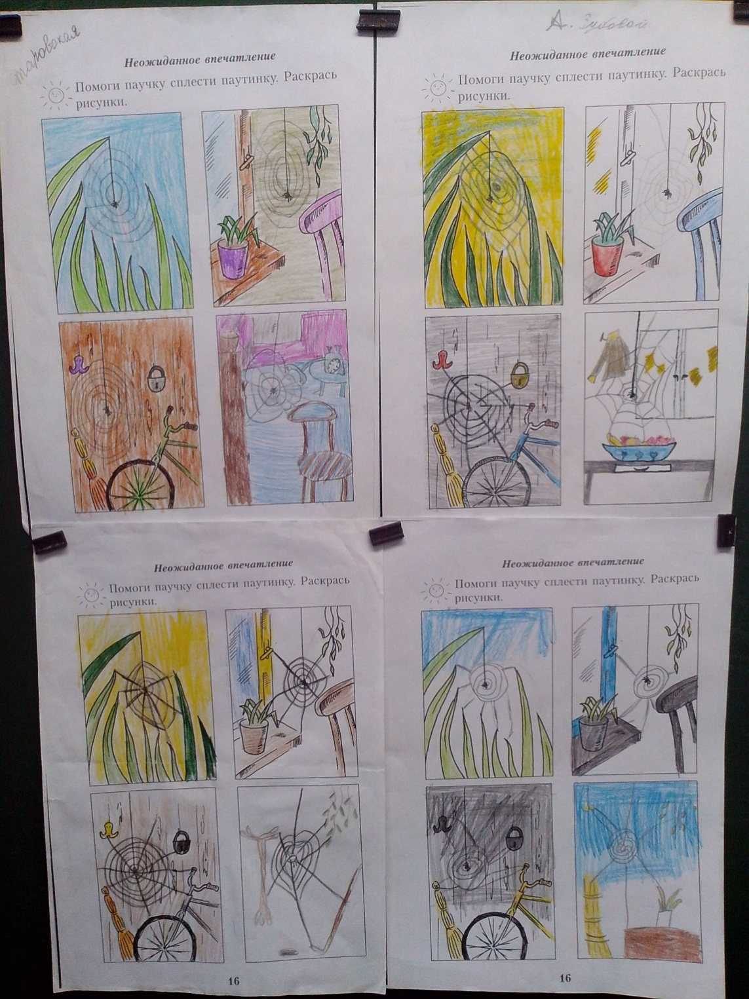 А. Зубовой
Неожиданное впечатление
Помоги паучку сплести паутинку. Раскрась
рисунки.
Неожиданное впечатление
Помоги паучку сплести паутинку. Раскрась
рисунки.
Неожиданное впечатление
Помоги паучку сплести паутинку. Раскрась
рисунки.
16
Неожиданное впечатление
Помоги паучку сплести паутинку. Раскрась
рисунки.
16